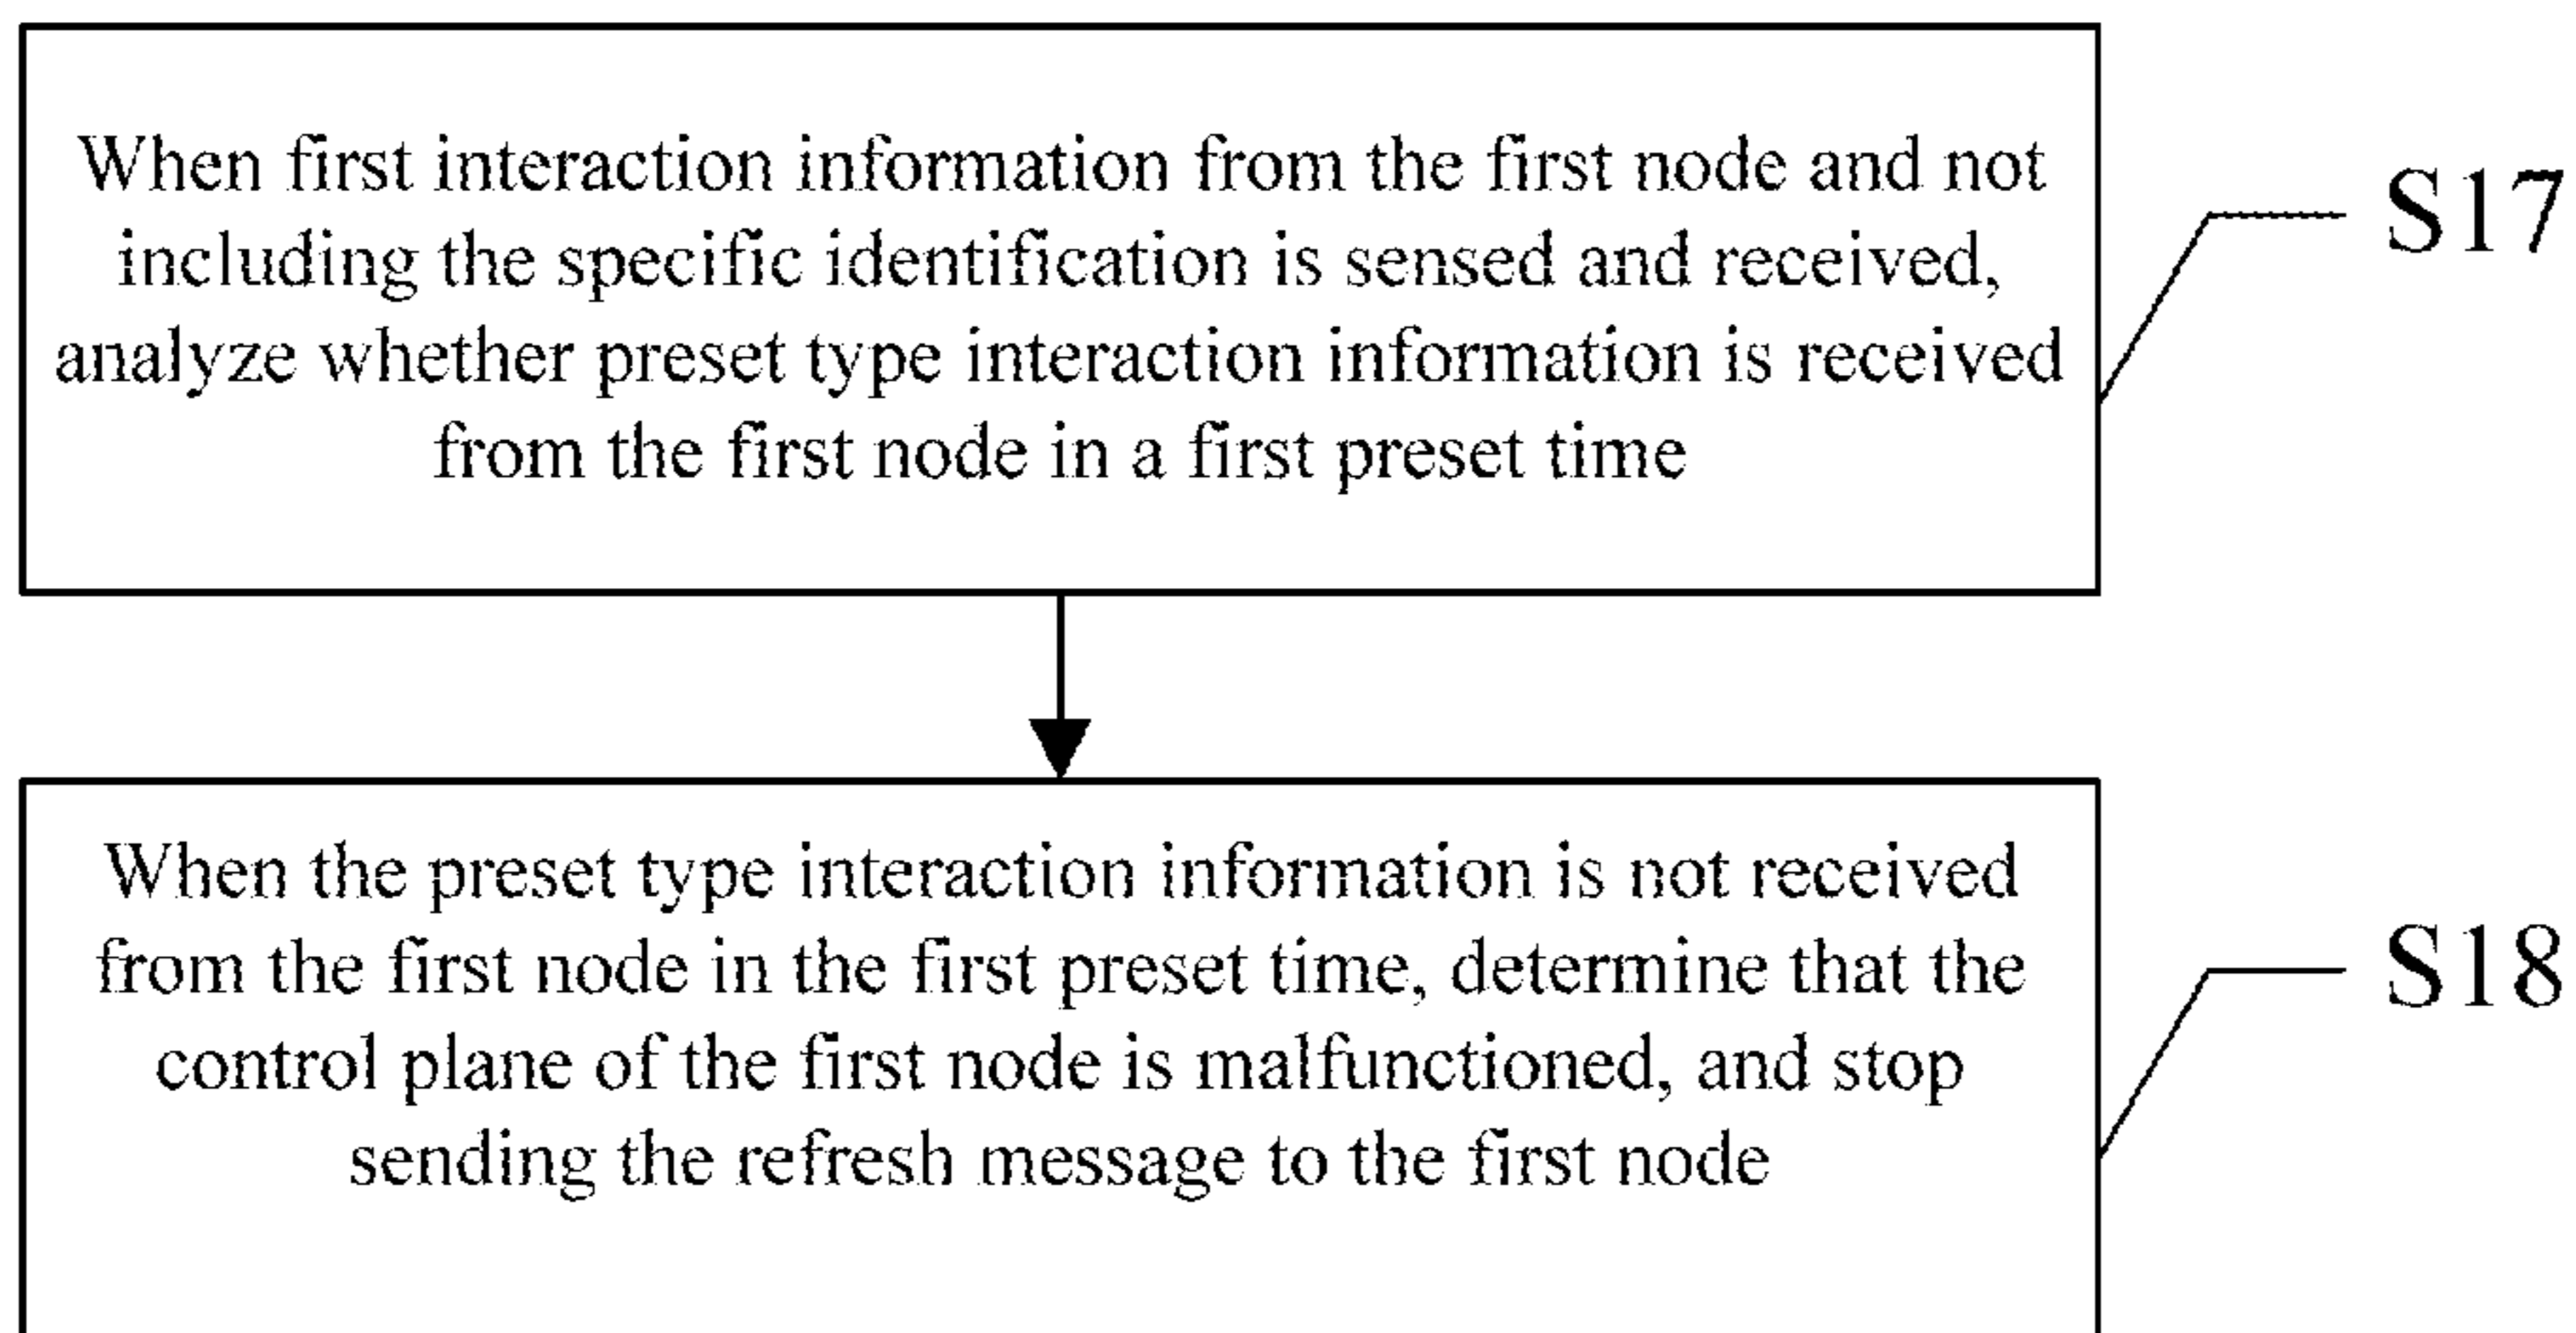 When first interaction information from the first node and not
including the specific identification is sensed and received,
analyze whether preset type interaction information is received
from the first node in a first preset time
S17
When the preset type interaction information is not received
from the first node in the first preset time, determine that the
control plane of the first node is malfunctioned, and stop
sending the refresh message to the first node
S18